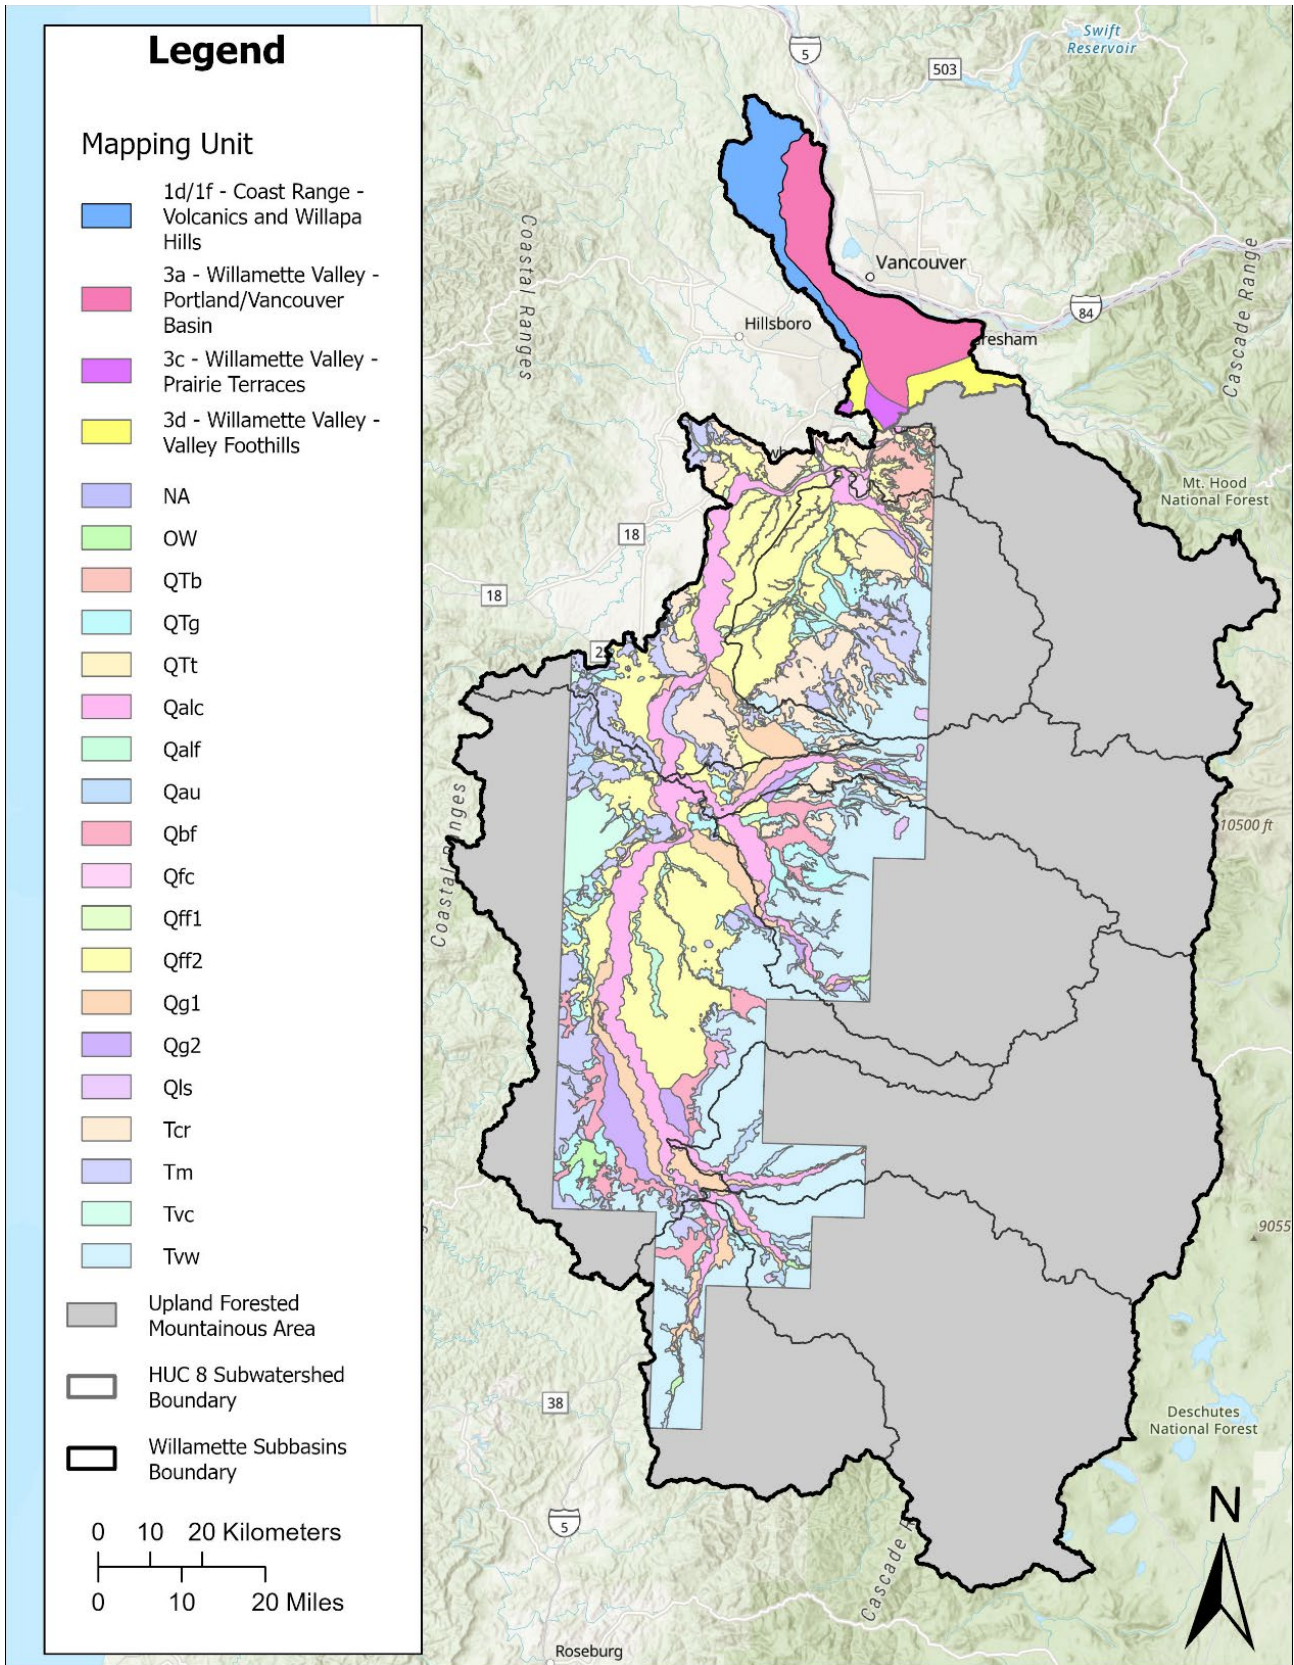 Legend
Mapping Unit
1d/1f - Coast Range -
Volcanics and Willapa
Hills
3a - Willamette Valley -
Portland/Vancouver
Basin
3c - Willamette Valley -
Prairie Terraces
3d - Willamette Valley -
Valley Foothills
NA
OW
QTb
QTg
QTt
Qalc
Qalf
Qau
Qbf
Qfc
Qff1
Qff2
Qg1
Qg2
Qls
Tcr
Tm
Tvc
Tvw
Upland Forested
Mountainous Area
HUC 8 Subwatershed
Boundary
Willamette Subbasins
Boundary
0 10 20 Kilometers
0 10 20 Miles
5
503
Swift
Reservoir
Coastal Ranges
Vancouver
Cascade Range
84
Hillsboro
resham
Mt. Hood
National Forest
18
18
2
10500 ft
Coastal Ranges
9055
38
Deschutes
National Forest
5
N
Cascade R
Roseburg